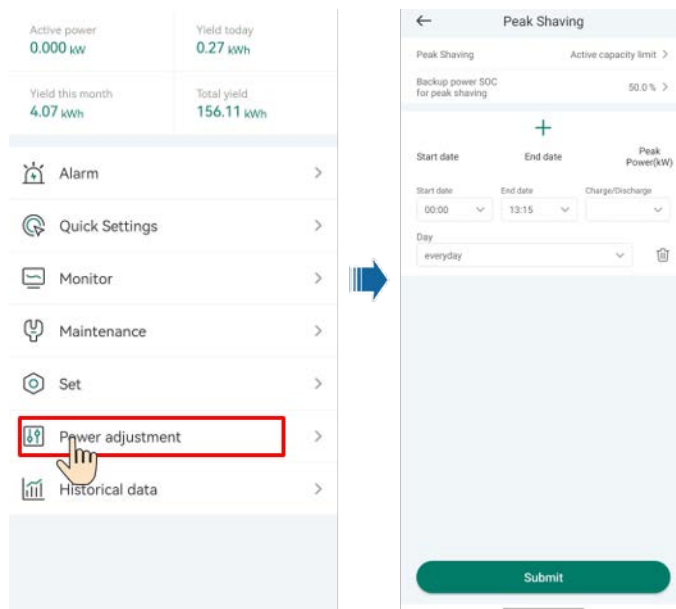 Active power
Yield today
0.000 kW
0.27 kWh
Yield this month
Total yield
4.07 kWh
156.11 kWh
Alarm
Quick Settings
Monitor
Maintenance
Set
Power adjustment
Historical data
Peak Shaving
Peak Shaving
Active capacity limit
Backup power SOC
for peak shaving
50.0 %
Start date
End date
Peak
Power(kW)
Start date
End date
Charge/Discharge
00:00
13:15
Day
everyday
Submit